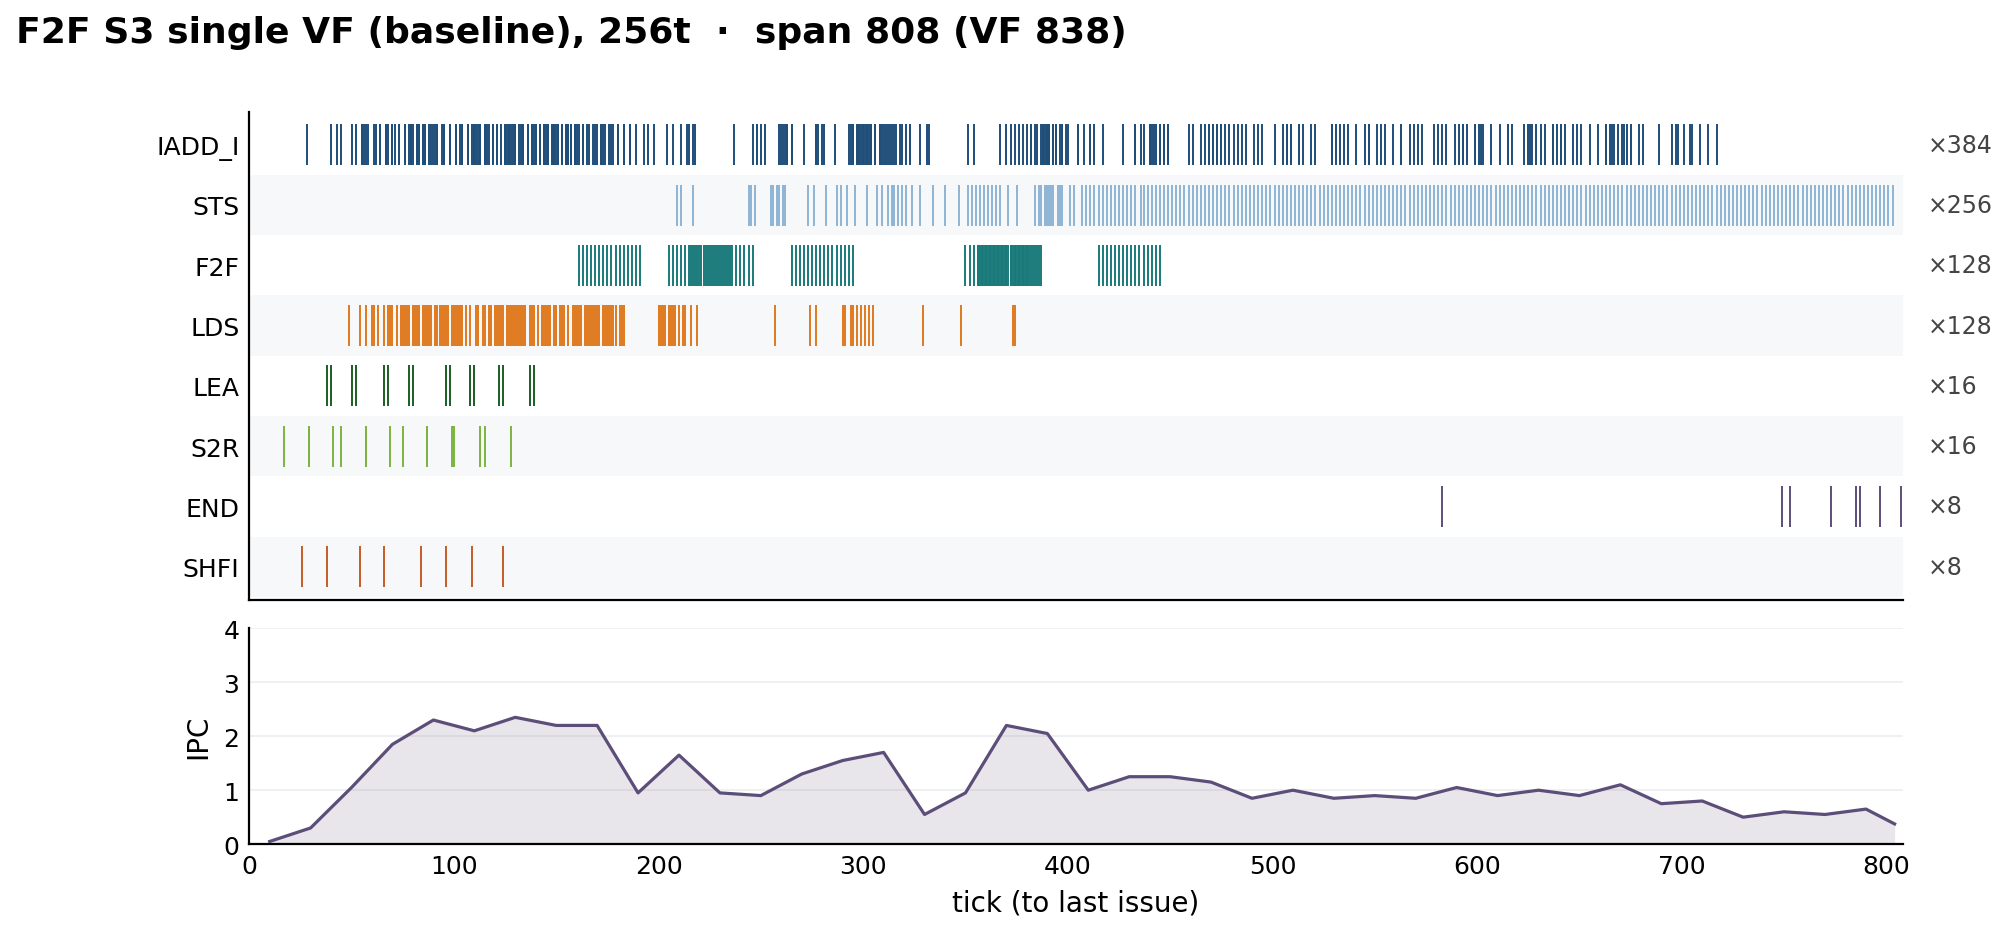 F2F S3 single VF (baseline), 256t · span 808 (VF 838)
IADD_I ×384
STS ×256
F2F ×128
LDS ×128
LEA ×16
S2R ×16
END ×8
SHFI ×8
4
3
2
1
0
IPC
0 100 200 300 400 500 600 700 800
tick (to last issue)